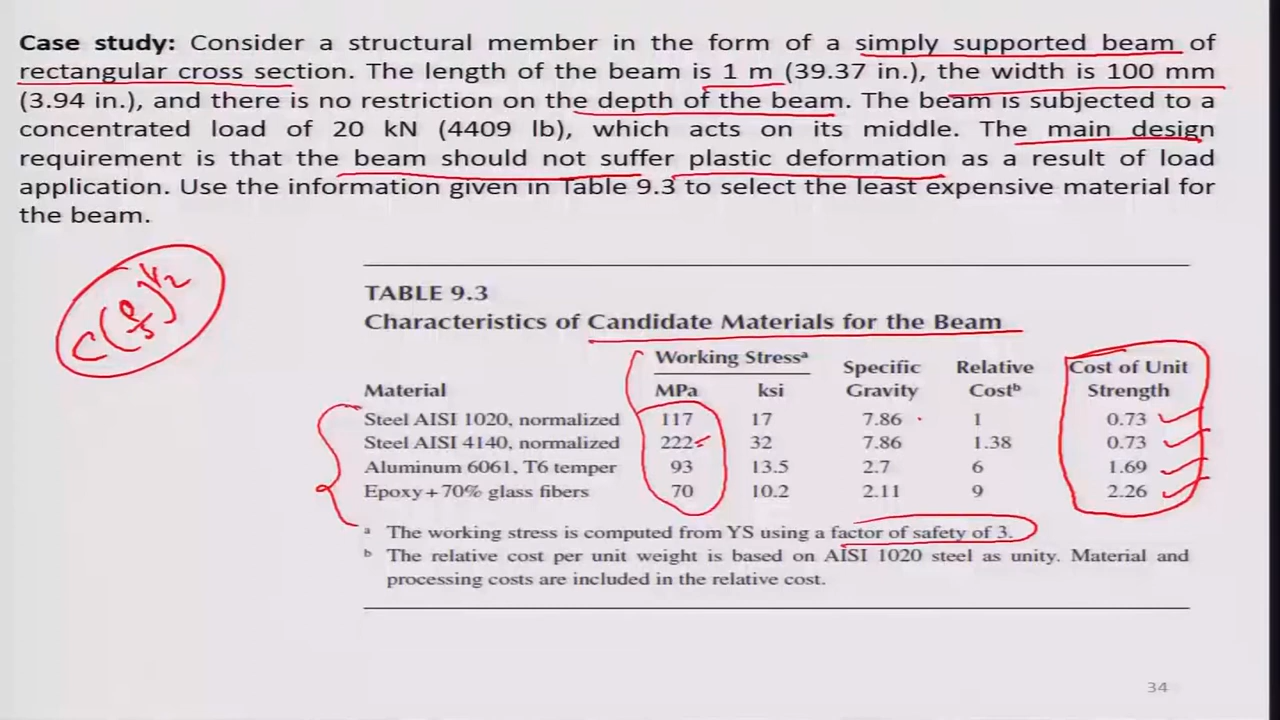 Case study: Consider a structural member in the form of a simply supported beam of
rectangular cross section. The length of the beam is 1 m (39.37 in.), the width is 100 mm
(3.94 in.), and there is no restriction on the depth of the beam. The beam is subjected to a
concentrated load of 20 kN (4409 lb), which acts on its middle. The main design
requirement is that the beam should not suffer plastic deformation as a result of load
application. Use the information given in Table 9.3 to select the least expensive material for
the beam.
TABLE 9.3
Characteristics of Candidate Materials for the Beam
Working Stressᵃ Specific Relative Cost of Unit
Material MPa ksi Gravity Costᵇ Strength
Steel AISI 1020, normalized 117 17 7.86 1 0.73
Steel AISI 4140, normalized 222 32 7.86 1.38 0.73
Aluminum 6061, T6 temper 93 13.5 2.7 6 1.69
Epoxy + 70% glass fibers 70 10.2 2.11 9 2.26
ᵃ The working stress is computed from YS using a factor of safety of 3.
ᵇ The relative cost per unit weight is based on AISI 1020 steel as unity. Material and
processing costs are included in the relative cost.
34